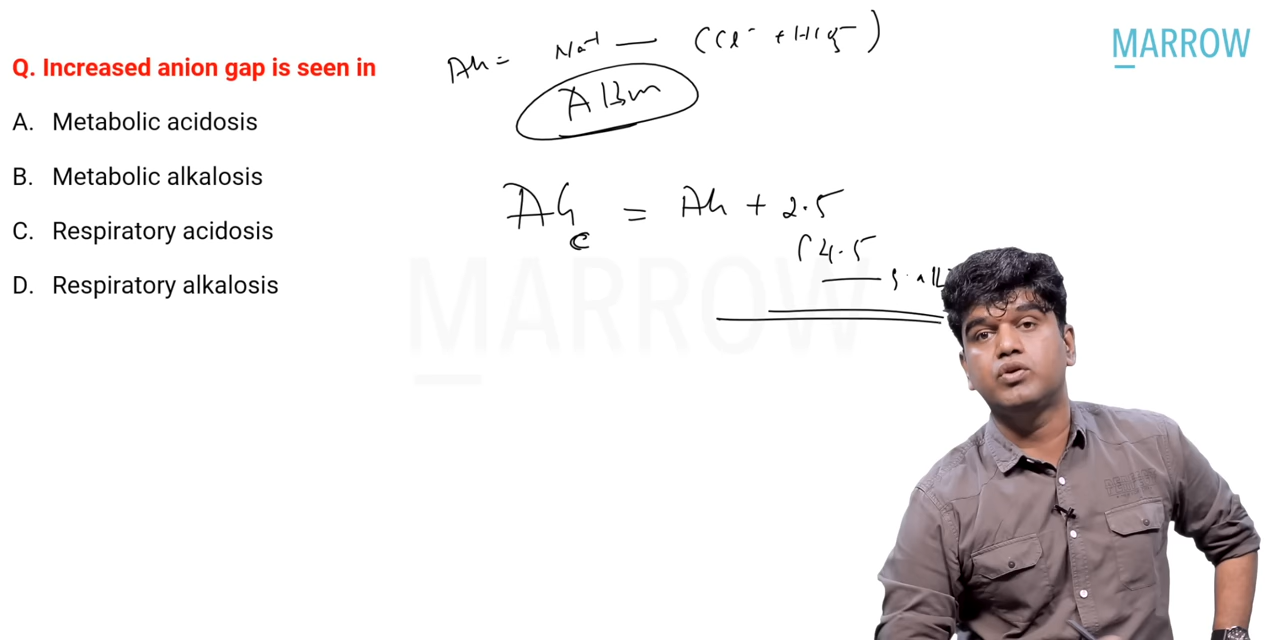 MARROW
Q. Increased anion gap is seen in
A. Metabolic acidosis
B. Metabolic alkalosis
C. Respiratory acidosis
D. Respiratory alkalosis
AG = Na+ — (Cl- + HCO3-)
Albm
AGc = AG + 2.5
(4.5 —
MARROW